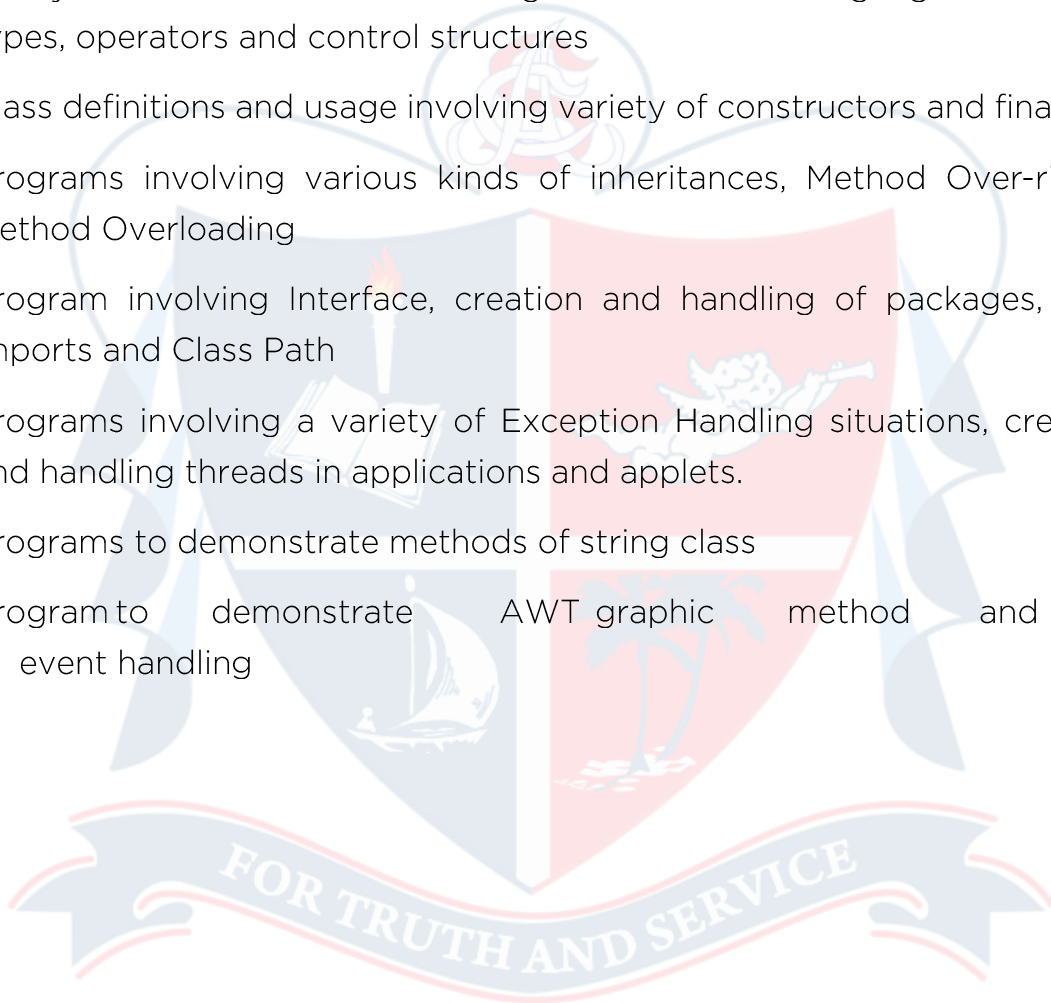 ypes, operators and control structures
lass definitions and usage involving variety of constructors and fina
rograms involving various kinds of inheritances, Method Over-ri
ethod Overloading
rogram involving Interface, creation and handling of packages,
mports and Class Path
rograms involving a variety of Exception Handling situations, cre
nd handling threads in applications and applets.
rograms to demonstrate methods of string class
rogram to demonstrate AWT graphic method and
event handling
FOR TRUTH AND SERVICE